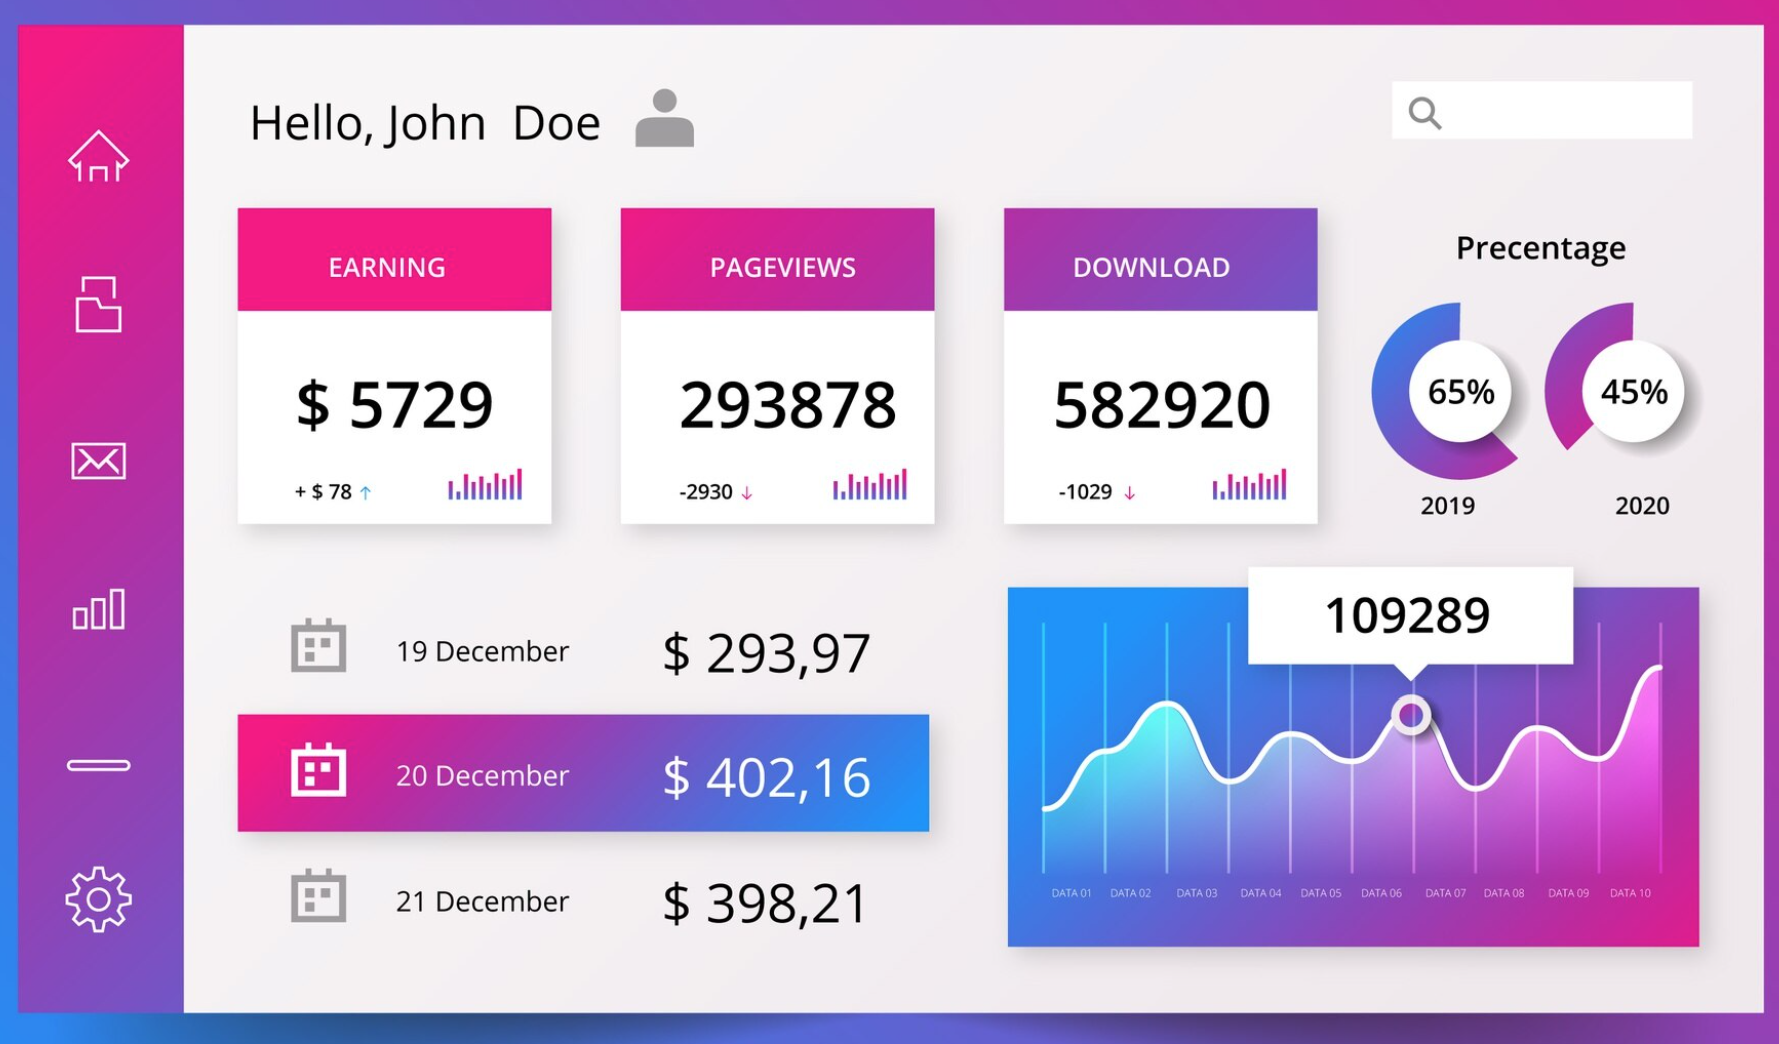 Hello, John Doe
EARNING
$ 5729
+ $ 78 ↑
PAGEVIEWS
293878
-2930 ↓
DOWNLOAD
582920
-1029 ↓
Precentage
65%
45%
2019
2020
19 December
$ 293,97
20 December
$ 402,16
21 December
$ 398,21
109289
DATA 01 DATA 02 DATA 03 DATA 04 DATA 05 DATA 06 DATA 07 DATA 08 DATA 09 DATA 10